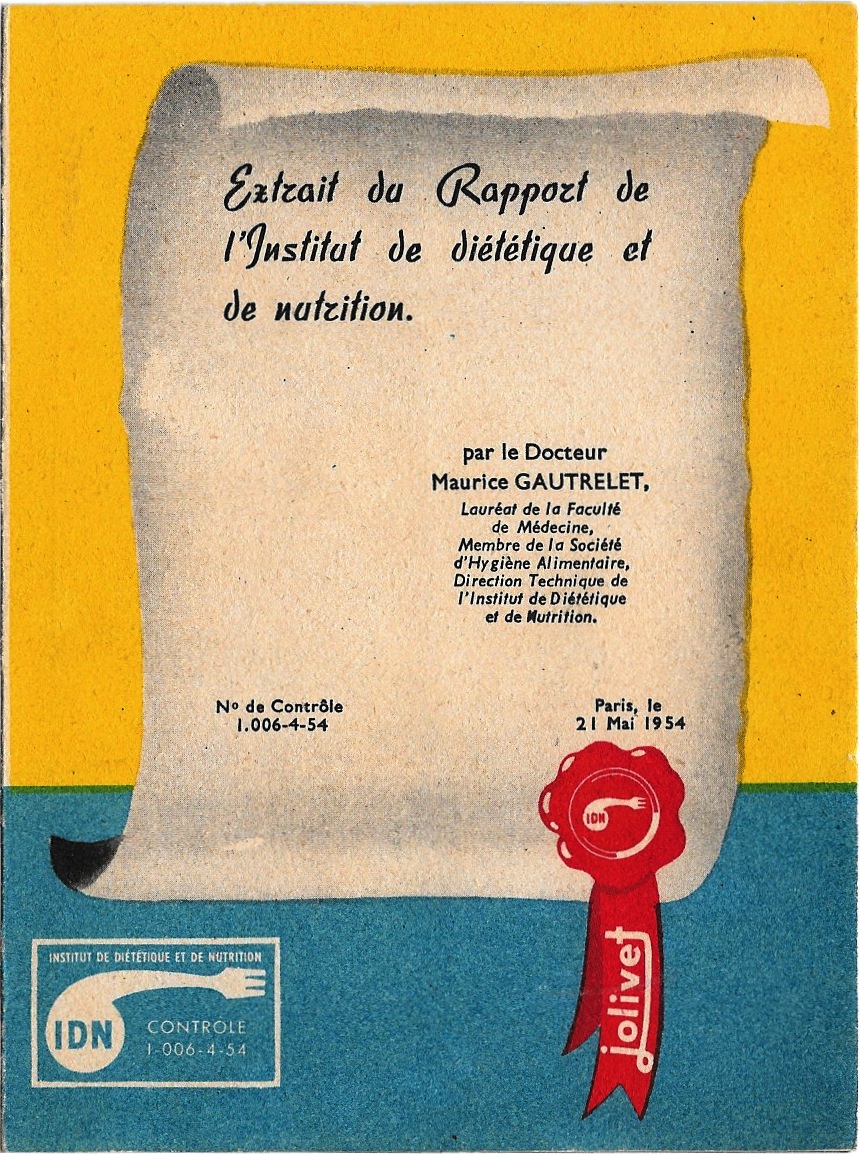 Extrait du Rapport de
l'Institut de diététique et
de nutrition.
par le Docteur
Maurice GAUTRELET,
Lauréat de la Faculté
de Médecine,
Membre de la Société
d'Hygiène Alimentaire,
Direction Technique de
l'Institut de Diététique
et de Nutrition.
Nº de Contrôle
1.006-4-54
Paris, le
21 Mai 1954
IDN
jolivet
INSTITUT DE DIÉTÉTIQUE ET DE NUTRITION
IDN
CONTROLE
1-006-4-54